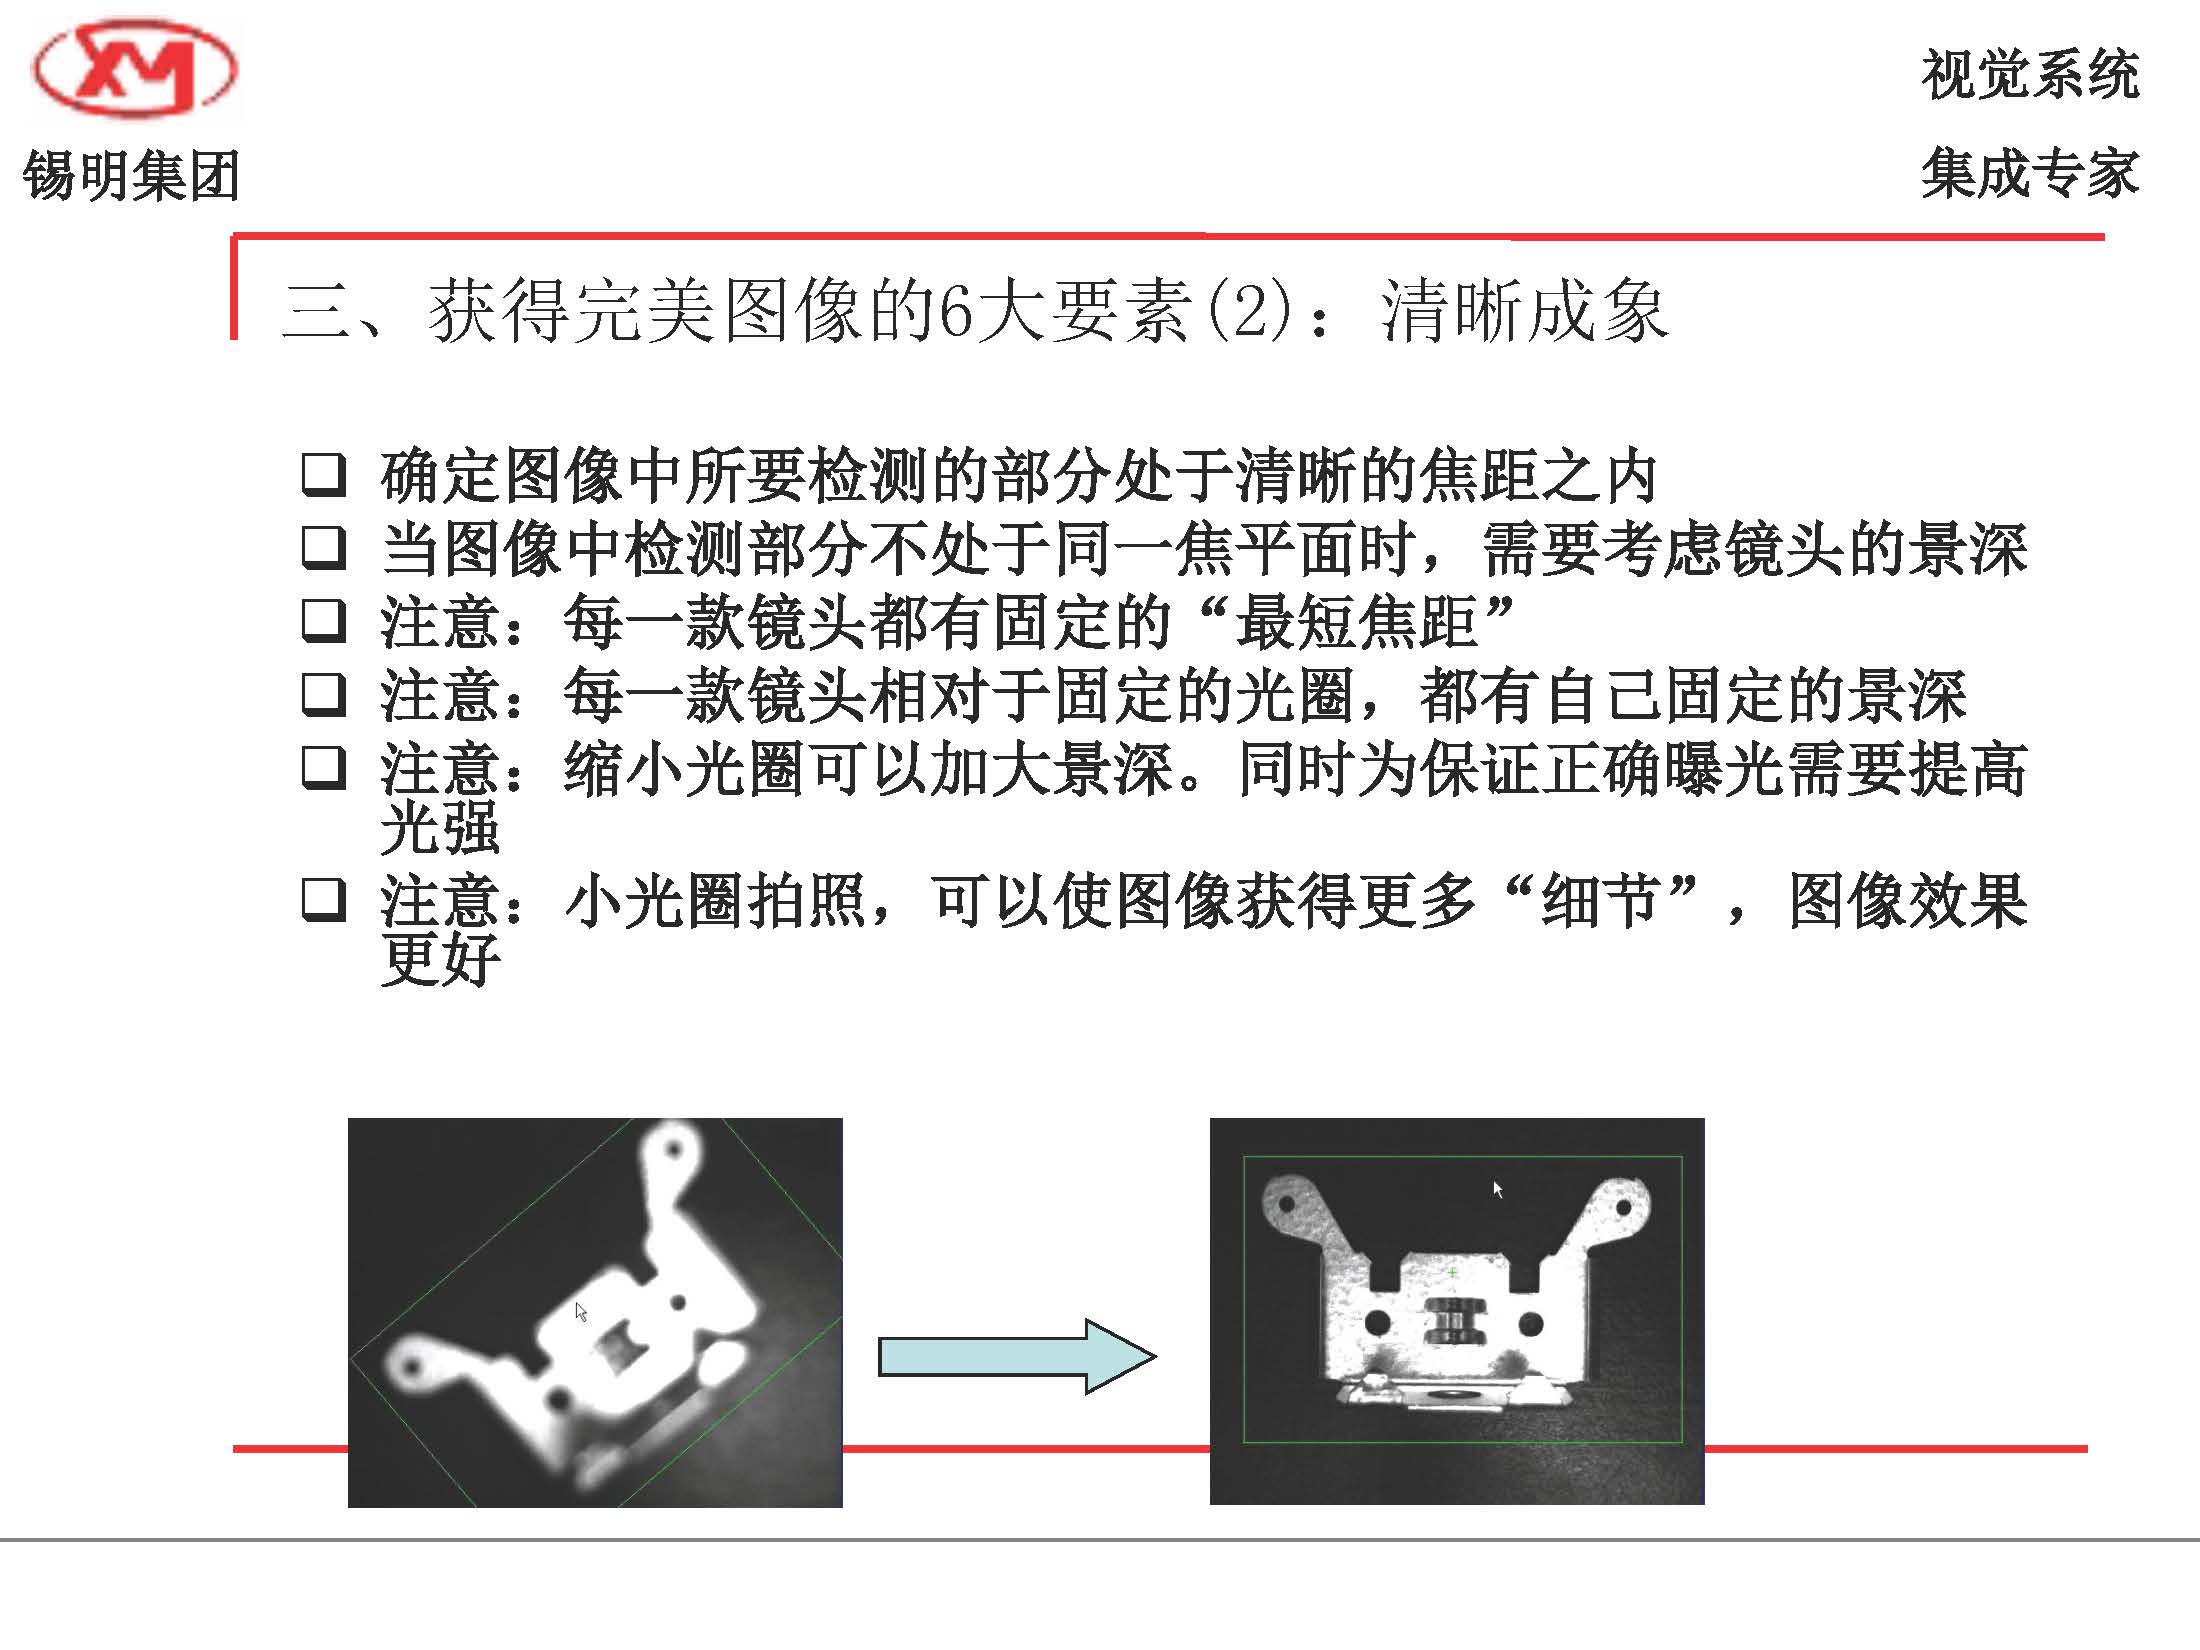 XM
锡明集团
视觉系统
集成专家
三、获得完美图像的6大要素(2)：清晰成象
❑ 确定图像中所要检测的部分处于清晰的焦距之内
❑ 当图像中检测部分不处于同一焦平面时，需要考虑镜头的景深
❑ 注意：每一款镜头都有固定的“最短焦距”
❑ 注意：每一款镜头相对于固定的光圈，都有自己固定的景深
❑ 注意：缩小光圈可以加大景深。同时为保证正确曝光需要提高
光强
❑ 注意：小光圈拍照，可以使图像获得更多“细节”，图像效果
更好